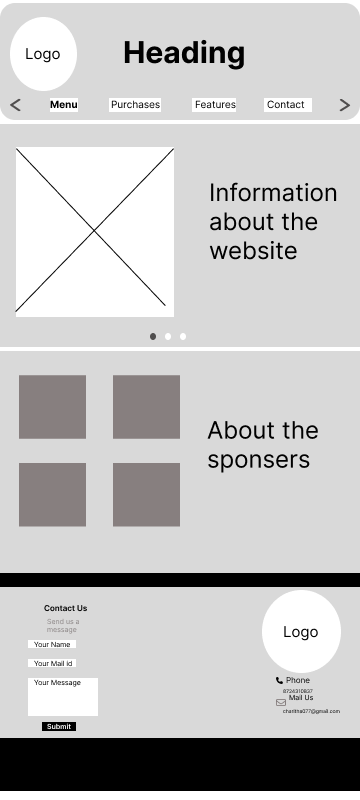 Logo
Heading
Menu Purchases Features Contact
Information
about the
website
About the
sponsers
Contact Us
Send us a
message
Your Name
Your Mail id
Your Message
Submit
Logo
Phone
8724310837
Mail Us
charitha077@gmail.com